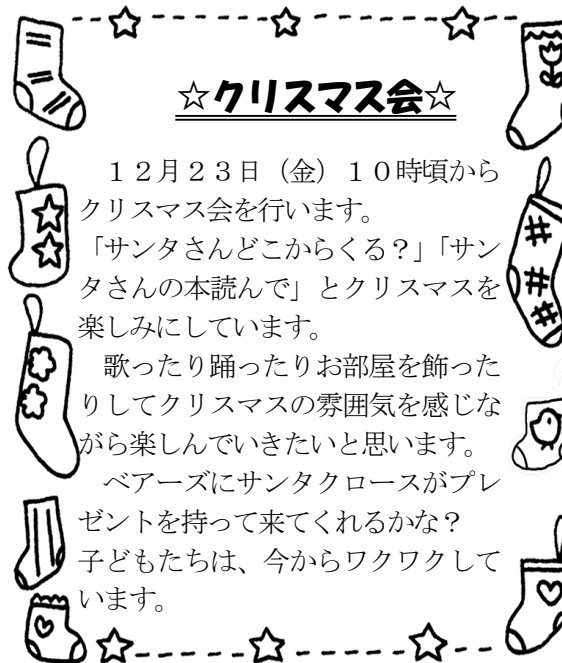 ☆クリスマス会☆
　１２月２３日（金）１０時頃から
クリスマス会を行います。
「サンタさんどこからくる？」「サン
タさんの本読んで」とクリスマスを
楽しみにしています。
　歌ったり踊ったりお部屋を飾った
りしてクリスマスの雰囲気を感じな
がら楽しんでいきたいと思います。
　ベアーズにサンタクロースがプレ
ゼントを持って来てくれるかな？
子どもたちは、今からワクワクして
います。